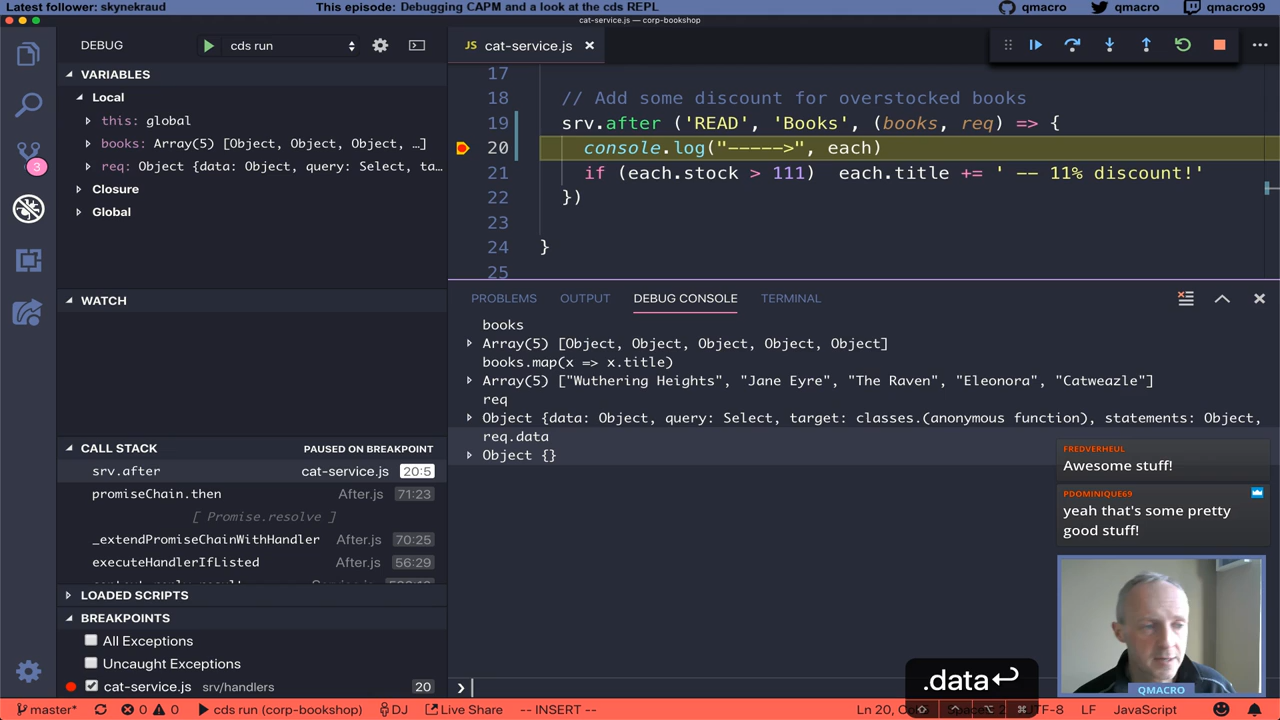 Latest follower: skynekraud
This episode: Debugging CAPM and a look at the cds REPL
qmacro
qmacro
qmacro99
cat-service.js — corp-bookshop
DEBUG
cds run
JS cat-service.js
VARIABLES
Local
this: global
books: Array(5) [Object, Object, Object, …]
req: Object {data: Object, query: Select, ta…
Closure
Global
WATCH
CALL STACK PAUSED ON BREAKPOINT
srv.after cat-service.js 20:5
promiseChain.then After.js 71:23
[ Promise.resolve ]
_extendPromiseChainWithHandler After.js 70:25
executeHandlerIfListed After.js 56:29
LOADED SCRIPTS
BREAKPOINTS
All Exceptions
Uncaught Exceptions
cat-service.js srv/handlers 20
17
18 // Add some discount for overstocked books
19 srv.after ('READ', 'Books', (books, req) => {
20 console.log("----->", each)
21 if (each.stock > 111)  each.title += ' -- 11% discount!'
22 })
23
24 }
25
PROBLEMS OUTPUT DEBUG CONSOLE TERMINAL
books
Array(5) [Object, Object, Object, Object, Object]
books.map(x => x.title)
Array(5) ["Wuthering Heights", "Jane Eyre", "The Raven", "Eleonora", "Catweazle"]
req
Object {data: Object, query: Select, target: classes.(anonymous function), statements: Object,
req.data
Object {}
FREDVERHEUL
Awesome stuff!
PDOMINIQUE69
yeah that's some pretty
good stuff!
QMACRO
.data↩
3
master* 0 0 cds run (corp-bookshop) DJ Live Share -- INSERT -- Ln 20, UTF-8 LF JavaScript